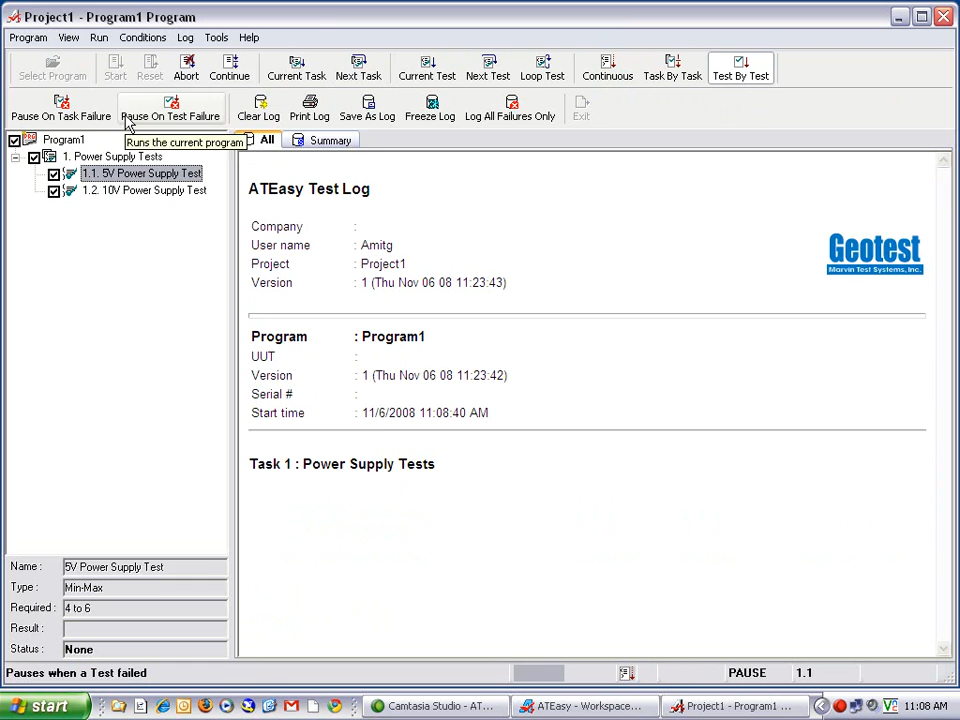 Project1 - Program1 Program
Program View Run Conditions Log Tools Help
Select Program Start Reset Abort Continue Current Task Next Task Current Test Next Test Loop Test Continuous Task By Task Test By Test
Pause On Task Failure Pause On Test Failure Clear Log Print Log Save As Log Freeze Log Log All Failures Only Exit
Runs the current program
Program1
1. Power Supply Tests
1.1. 5V Power Supply Test
1.2. 10V Power Supply Test
All Summary
ATEasy Test Log
Company :
User name : Amitg
Project : Project1
Version : 1 (Thu Nov 06 08 11:23:43)
Geotest
Marvin Test Systems, Inc.
Program : Program1
UUT :
Version : 1 (Thu Nov 06 08 11:23:42)
Serial # :
Start time : 11/6/2008 11:08:40 AM
Task 1 : Power Supply Tests
Name : 5V Power Supply Test
Type : Min-Max
Required : 4 to 6
Result :
Status : None
Pauses when a Test failed PAUSE 1.1
start Camtasia Studio - AT... ATEasy - Workspace... Project1 - Program1 ... 11:08 AM